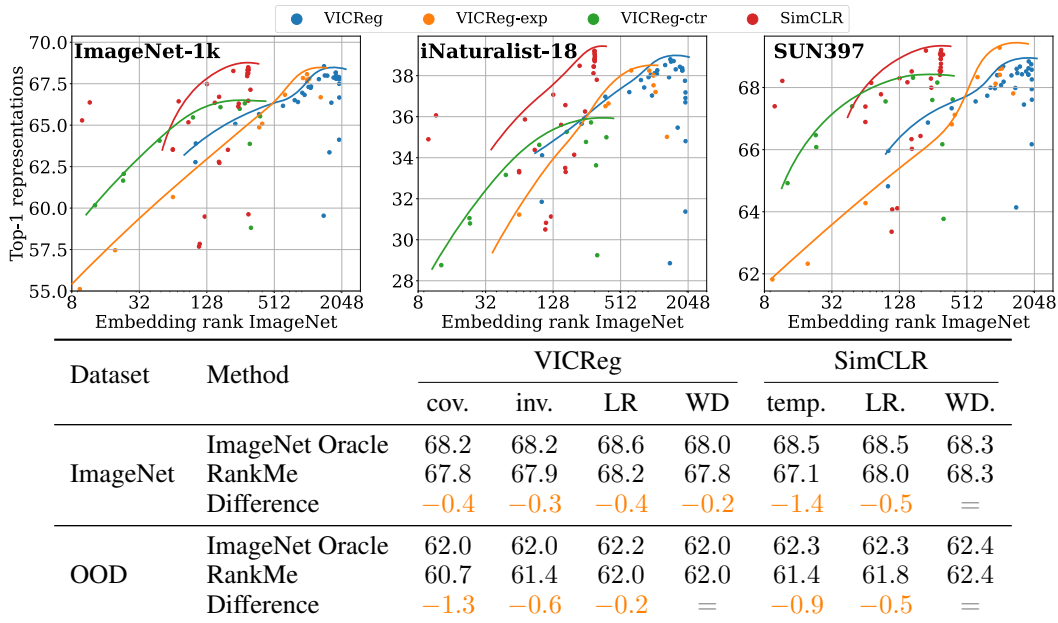 VICReg VICReg-exp VICReg-ctr SimCLR
ImageNet-1k iNaturalist-18 SUN397
Top-1 representations
70.0
67.5
65.0
62.5
60.0
57.5
55.0
8 32 128 512 2048
Embedding rank ImageNet
38
36
34
32
30
28
8 32 128 512 2048
Embedding rank ImageNet
68
66
64
62
8 32 128 512 2048
Embedding rank ImageNet
Dataset Method VICReg SimCLR
cov. inv. LR WD temp. LR. WD.
ImageNet Oracle 68.2 68.2 68.6 68.0 68.5 68.5 68.3
ImageNet RankMe 67.8 67.9 68.2 67.8 67.1 68.0 68.3
Difference −0.4 −0.3 −0.4 −0.2 −1.4 −0.5 =
ImageNet Oracle 62.0 62.0 62.2 62.0 62.3 62.3 62.4
OOD RankMe 60.7 61.4 62.0 62.0 61.4 61.8 62.4
Difference −1.3 −0.6 −0.2 = −0.9 −0.5 =